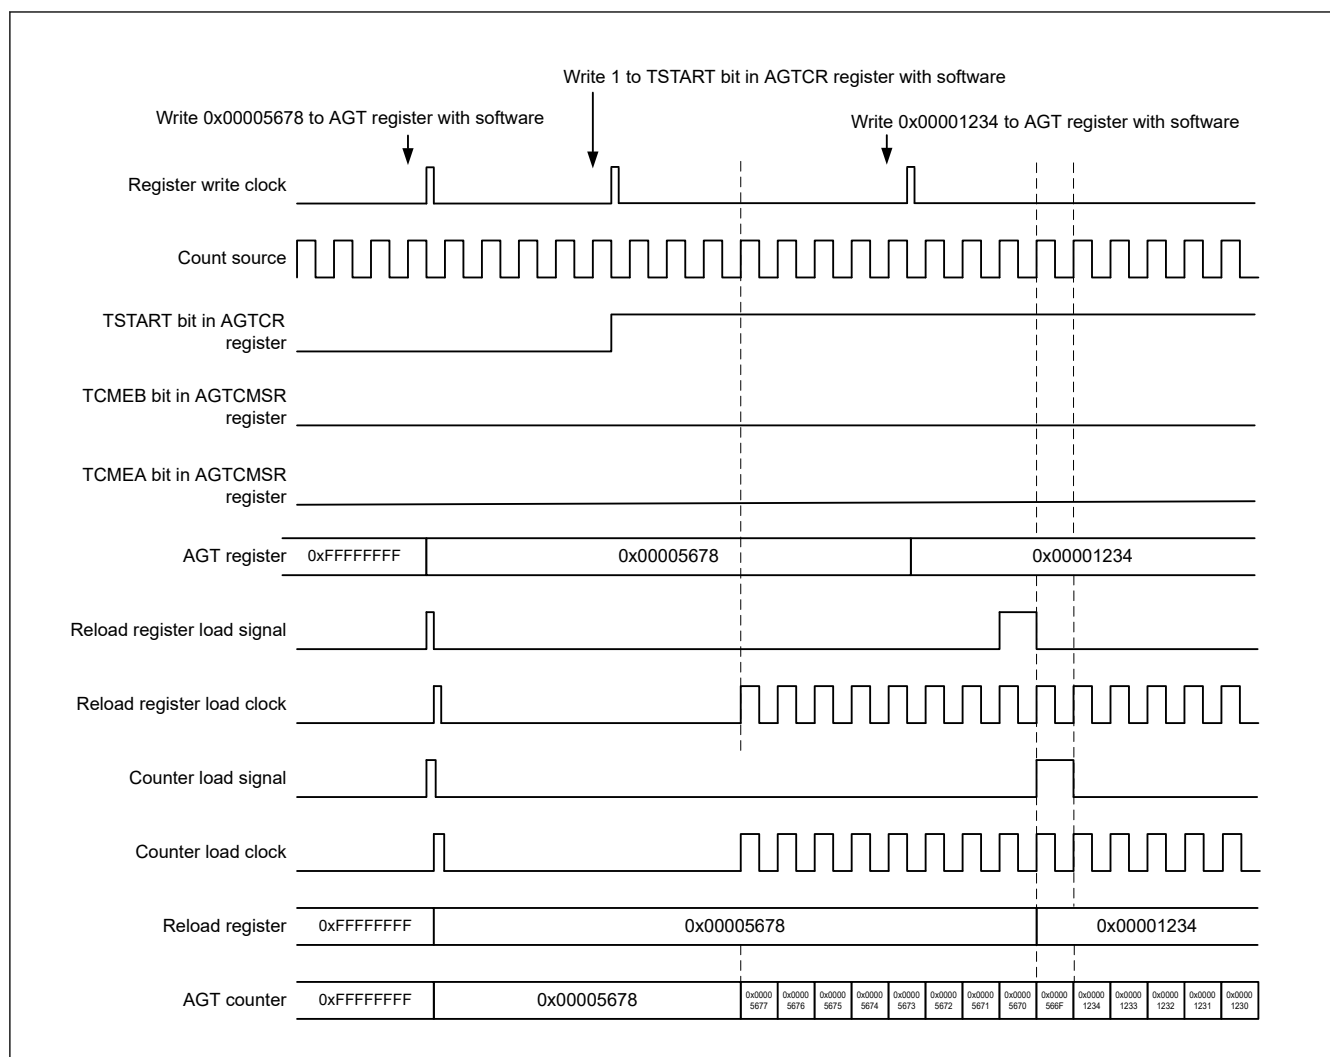 Write 1 to TSTART bit in AGTCR register with software
Write 0x00005678 to AGT register with software
Write 0x00001234 to AGT register with software
Register write clock
Count source
TSTART bit in AGTCR
register
TCMEB bit in AGTCMSR
register
TCMEA bit in AGTCMSR
register
AGT register
0xFFFFFFFF
0x00005678
0x00001234
Reload register load signal
Reload register load clock
Counter load signal
Counter load clock
Reload register
0xFFFFFFFF
0x00005678
0x00001234
AGT counter
0xFFFFFFFF
0x00005678
0x0000
5677
0x0000
5676
0x0000
5675
0x0000
5674
0x0000
5673
0x0000
5672
0x0000
5671
0x0000
5670
0x0000
566F
0x0000
1234
0x0000
1233
0x0000
1232
0x0000
1231
0x0000
1230